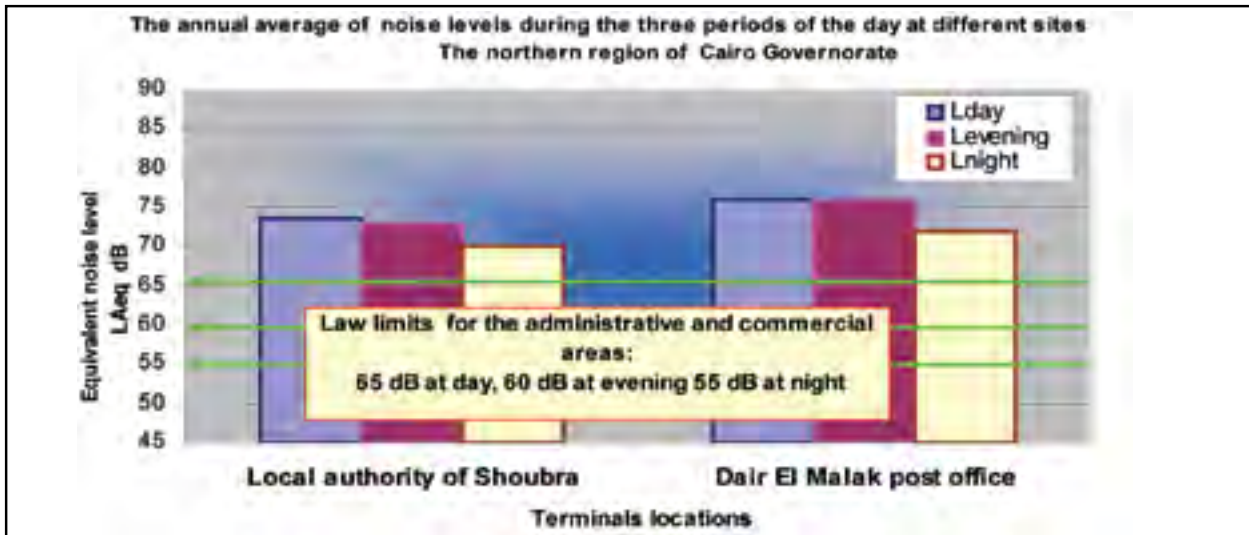 The annual average of noise levels during the three periods of the day at different sites
The northern region of Cairo Governorate
90
85
80
75
70
65
60
55
50
45
Equivalent noise level
LAeq dB
Lday
Levening
Lnight
Law limits for the administrative and commercial
areas:
65 dB at day, 60 dB at evening 55 dB at night
Local authority of Shoubra
Dair El Malak post office
Terminals locations